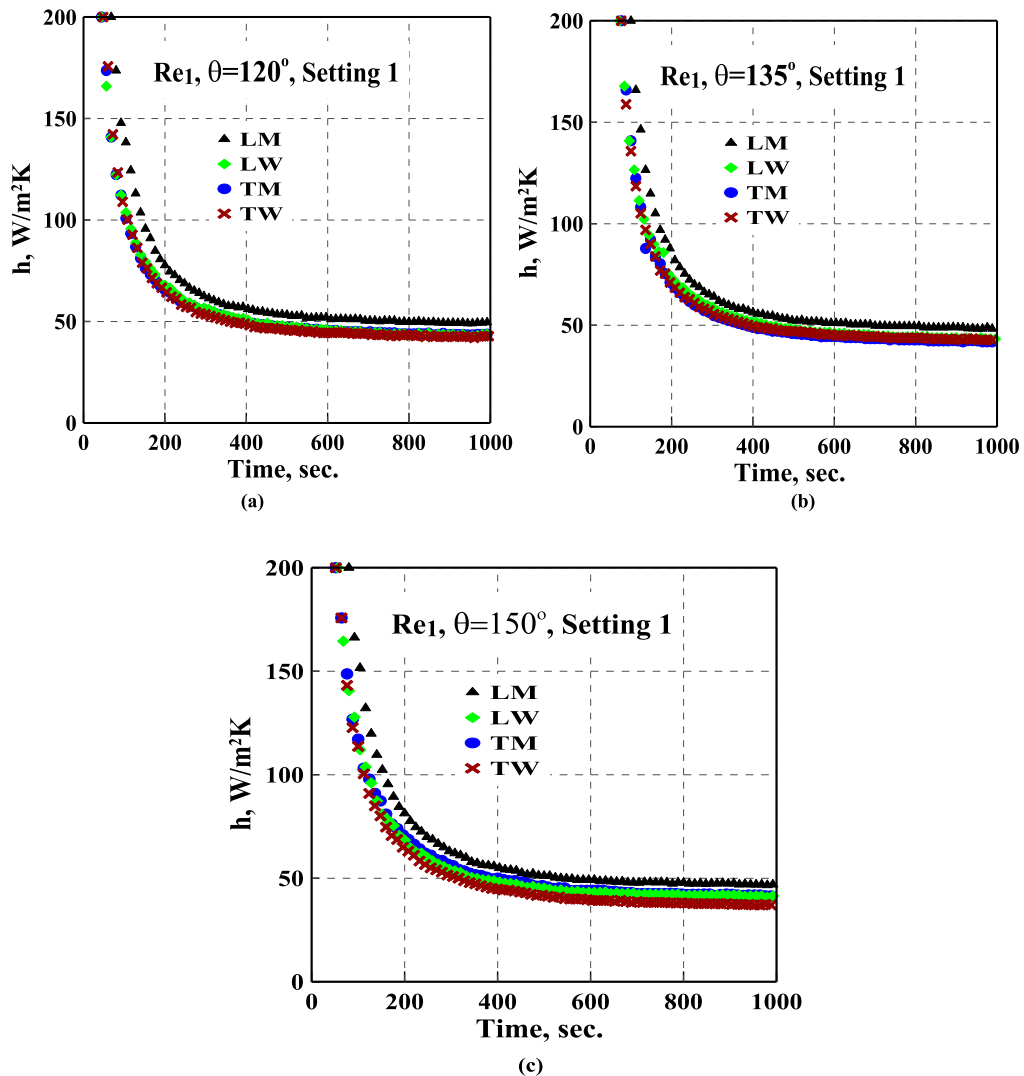 200
150
100
50
0
h, W/m²K
Re₁, θ=120°, Setting 1
LM
LW
TM
TW
0 200 400 600 800 1000
Time, sec.
(a)
200
150
100
50
0
h, W/m²K
Re₁, θ=135°, Setting 1
LM
LW
TM
TW
0 200 400 600 800 1000
Time, sec.
(b)
200
150
100
50
0
h, W/m²K
Re₁, θ=150°, Setting 1
LM
LW
TM
TW
0 200 400 600 800 1000
Time, sec.
(c)